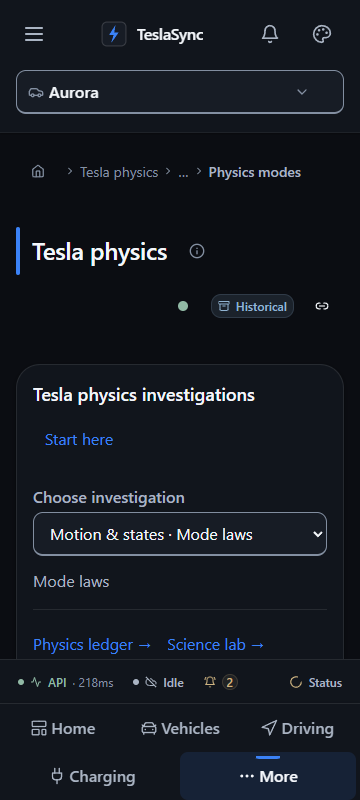 TeslaSync
Aurora
Tesla physics ... Physics modes
Tesla physics
Historical
Tesla physics investigations
Start here
Choose investigation
Motion & states · Mode laws
Mode laws
Physics ledger → Science lab →
API · 218ms Idle 2 Status
Home Vehicles Driving
Charging More